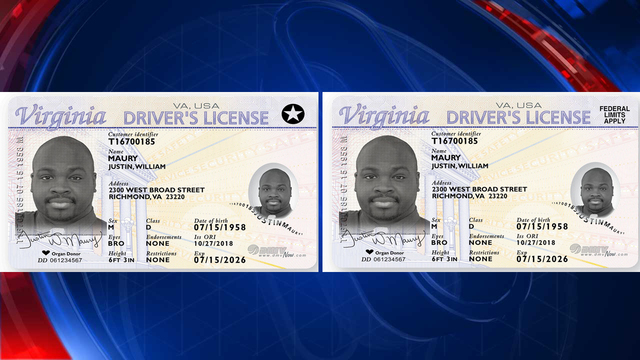 VA, USA
Virginia DRIVER'S LICENSE
Customer identifier
T16700185
Name
MAURY
JUSTIN, WILLIAM
Address
2300 WEST BROAD STREET
RICHMOND, VA 23220
Sex Class Date of birth
M D 07/15/1958
Eyes Endorsements Iss ORI
BRO NONE 10/27/2018
Height Restrictions Exp
6FT 3IN NONE 07/15/2026
Justin W Maury
Organ Donor
DD 061234567
VA, USA
Virginia DRIVER'S LICENSE
FEDERAL
LIMITS
APPLY
Customer identifier
T16700185
Name
MAURY
JUSTIN, WILLIAM
Address
2300 WEST BROAD STREET
RICHMOND, VA 23220
Sex Class Date of birth
M D 07/15/1958
Eyes Endorsements Iss ORI
BRO NONE 10/27/2018
Height Restrictions Exp
6FT 3IN NONE 07/15/2026
Justin W Maury
Organ Donor
DD 061234567